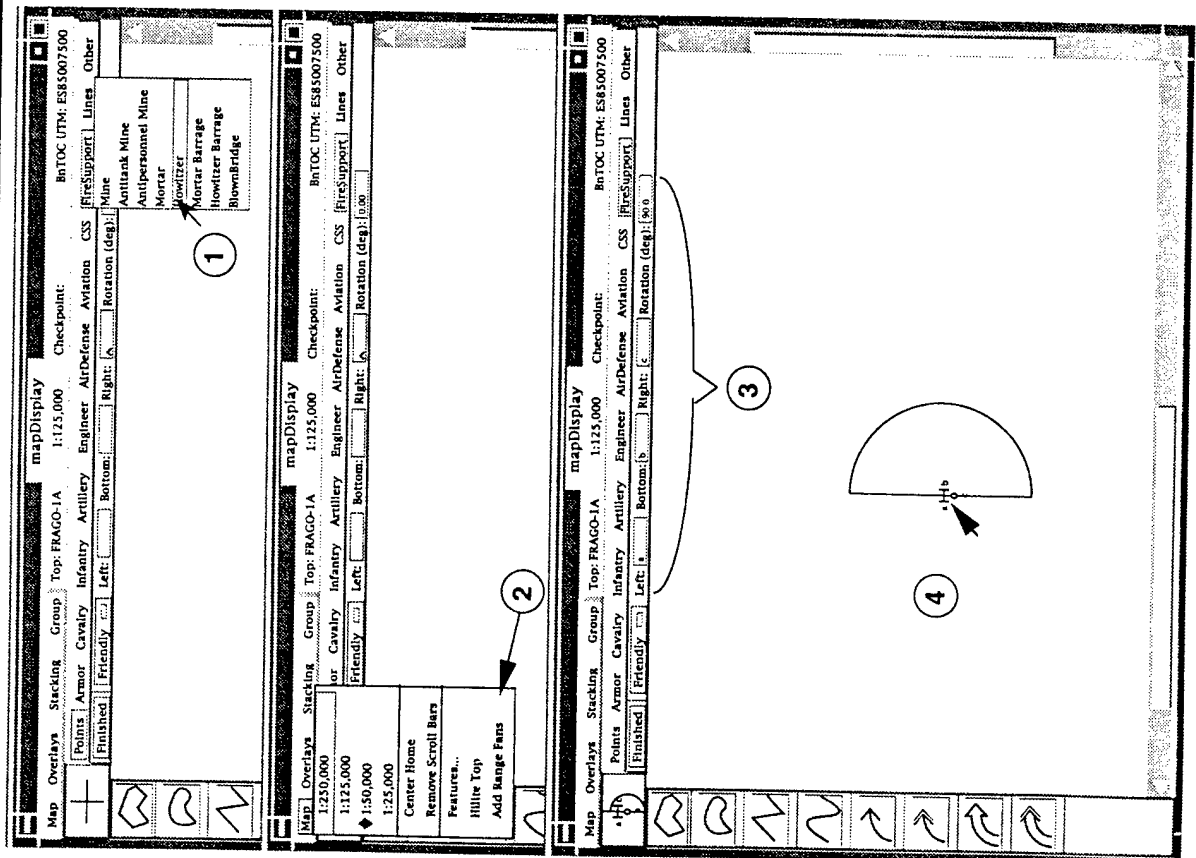 mapDisplay
Map Overlays Stacking Group Top: FRAGO-1A 1:125,000 Checkpoint: BnTOC UTM: ES85007500
Points Armor Cavalry Infantry Artillery Engineer AirDefense Aviation CSS FireSupport Lines Other
Finished Friendly Left: Bottom: Right: Rotation (deg):
Mine
Antitank Mine
Antipersonnel Mine
Mortar
Howitzer
Mortar Barrage
Howitzer Barrage
BlownBridge
1
mapDisplay
Map Overlays Stacking Group Top: FRAGO-1A 1:125,000 Checkpoint: BnTOC UTM: ES85007500
or Cavalry Infantry Artillery Engineer AirDefense Aviation CSS FireSupport Lines Other
Friendly Left: Bottom: Right: Rotation (deg): 0.00
1:250,000
1:125,000
◆ 1:50,000
1:25,000
Center Home
Remove Scroll Bars
Features...
Hilite Top
Add Range Fans
2
mapDisplay
Map Overlays Stacking Group Top: FRAGO-1A 1:125,000 Checkpoint: BnTOC UTM: ES85007500
Points Armor Cavalry Infantry Artillery Engineer AirDefense Aviation CSS FireSupport Lines Other
Finished Friendly Left: a Bottom: b Right: c Rotation (deg): 90.0
a b
3
a b
4